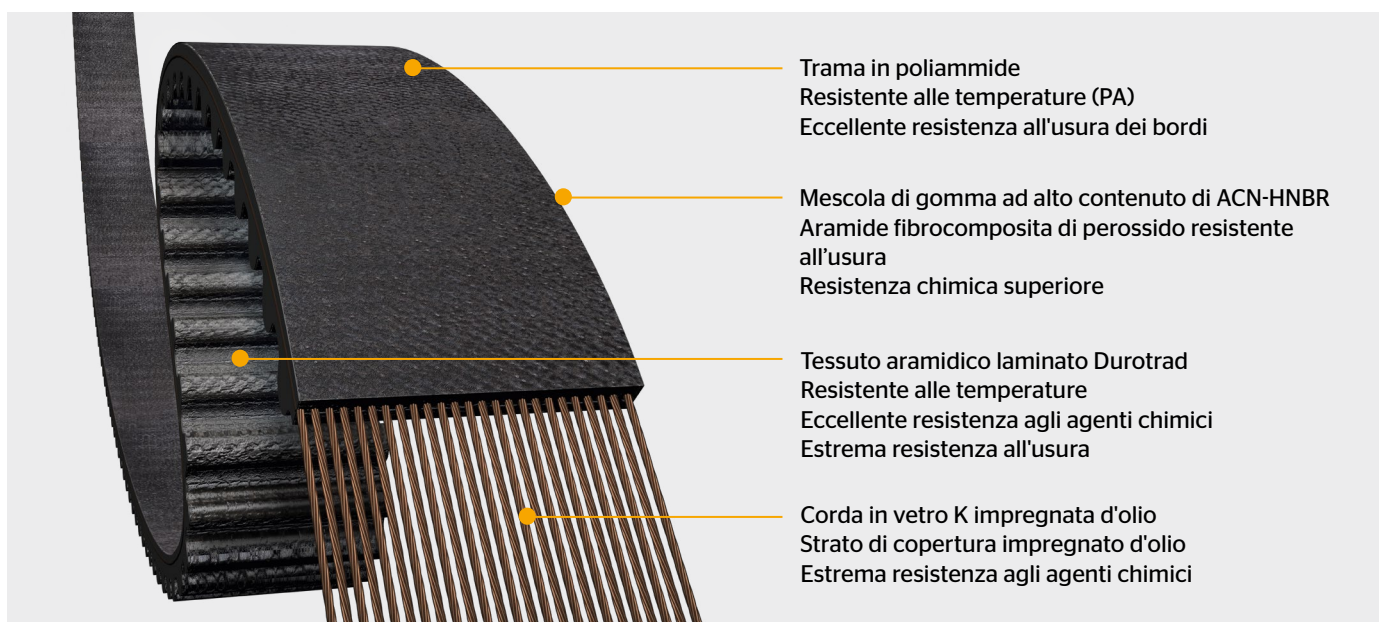 Trama in poliammide
Resistente alle temperature (PA)
Eccellente resistenza all'usura dei bordi
Mescola di gomma ad alto contenuto di ACN-HNBR
Aramide fibrocomposita di perossido resistente
all’usura
Resistenza chimica superiore
Tessuto aramidico laminato Durotrad
Resistente alle temperature
Eccellente resistenza agli agenti chimici
Estrema resistenza all'usura
Corda in vetro K impregnata d'olio
Strato di copertura impregnato d'olio
Estrema resistenza agli agenti chimici